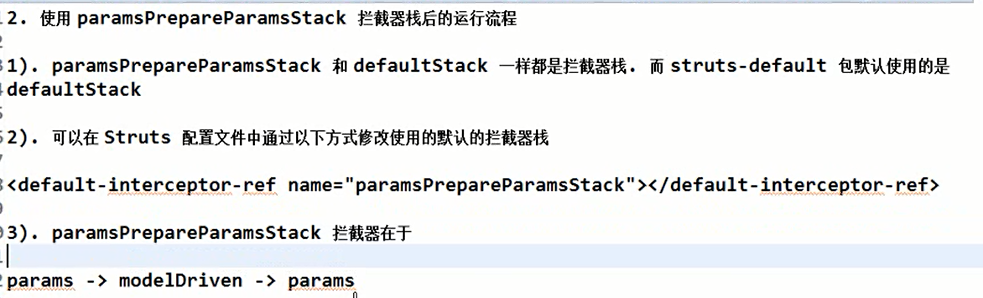 2. 使用 paramsPrepareParamsStack 拦截器栈后的运行流程
1). paramsPrepareParamsStack 和 defaultStack 一样都是拦截器栈. 而 struts-default 包默认使用的是
defaultStack
2). 可以在 Struts 配置文件中通过以下方式修改使用的默认的拦截器栈
<default-interceptor-ref name="paramsPrepareParamsStack"></default-interceptor-ref>
3). paramsPrepareParamsStack 拦截器在于
params -> modelDriven -> params